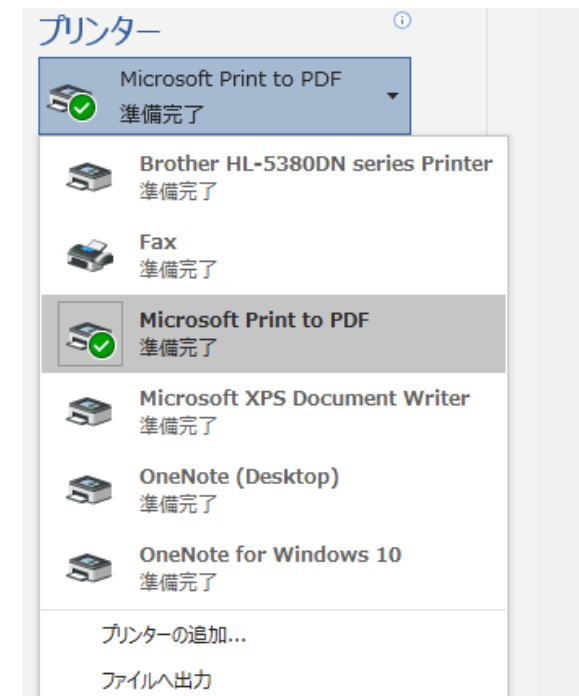 プリンター
Microsoft Print to PDF
準備完了
Brother HL-5380DN series Printer
準備完了
Fax
準備完了
Microsoft Print to PDF
準備完了
Microsoft XPS Document Writer
準備完了
OneNote (Desktop)
準備完了
OneNote for Windows 10
準備完了
プリンターの追加...
ファイルへ出力